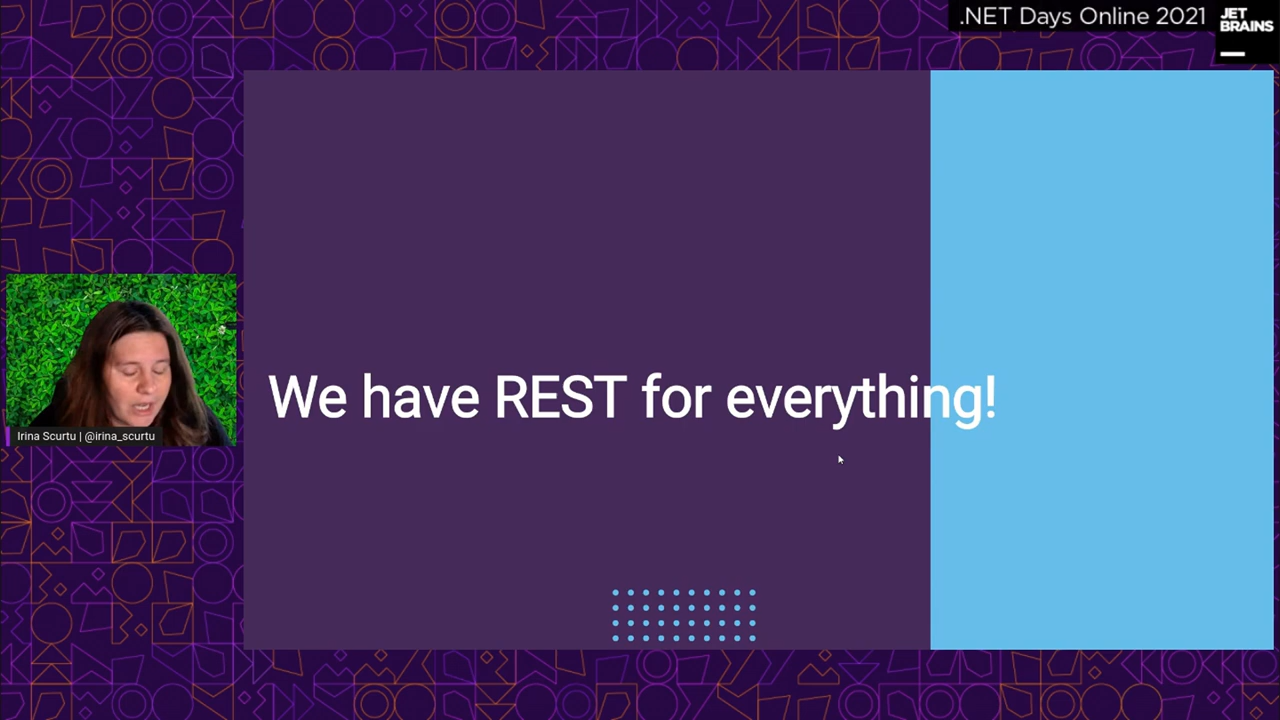 .NET Days Online 2021
JET
BRAINS
We have REST for everything!
Irina Scurtu | @irina_scurtu